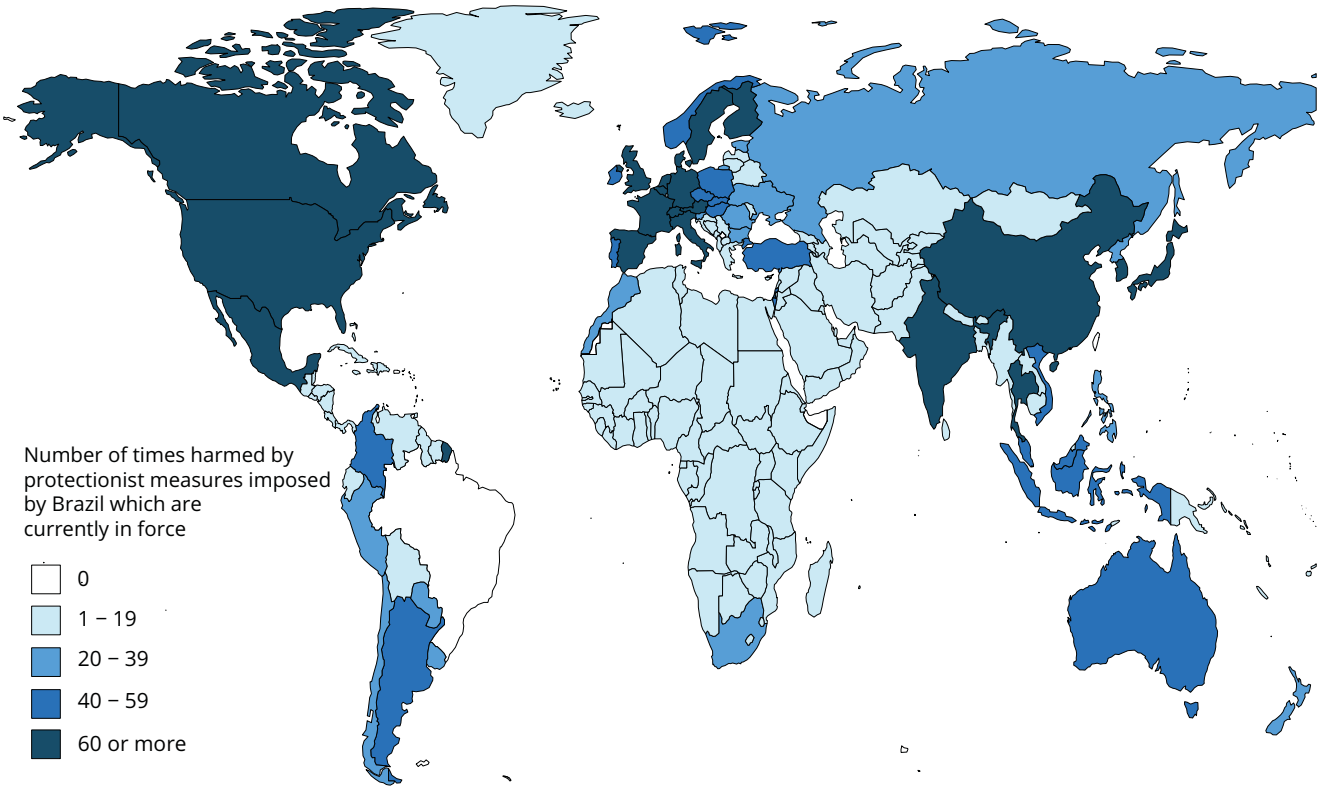 Number of times harmed by
protectionist measures imposed
by Brazil which are
currently in force
0
1 – 19
20 – 39
40 – 59
60 or more